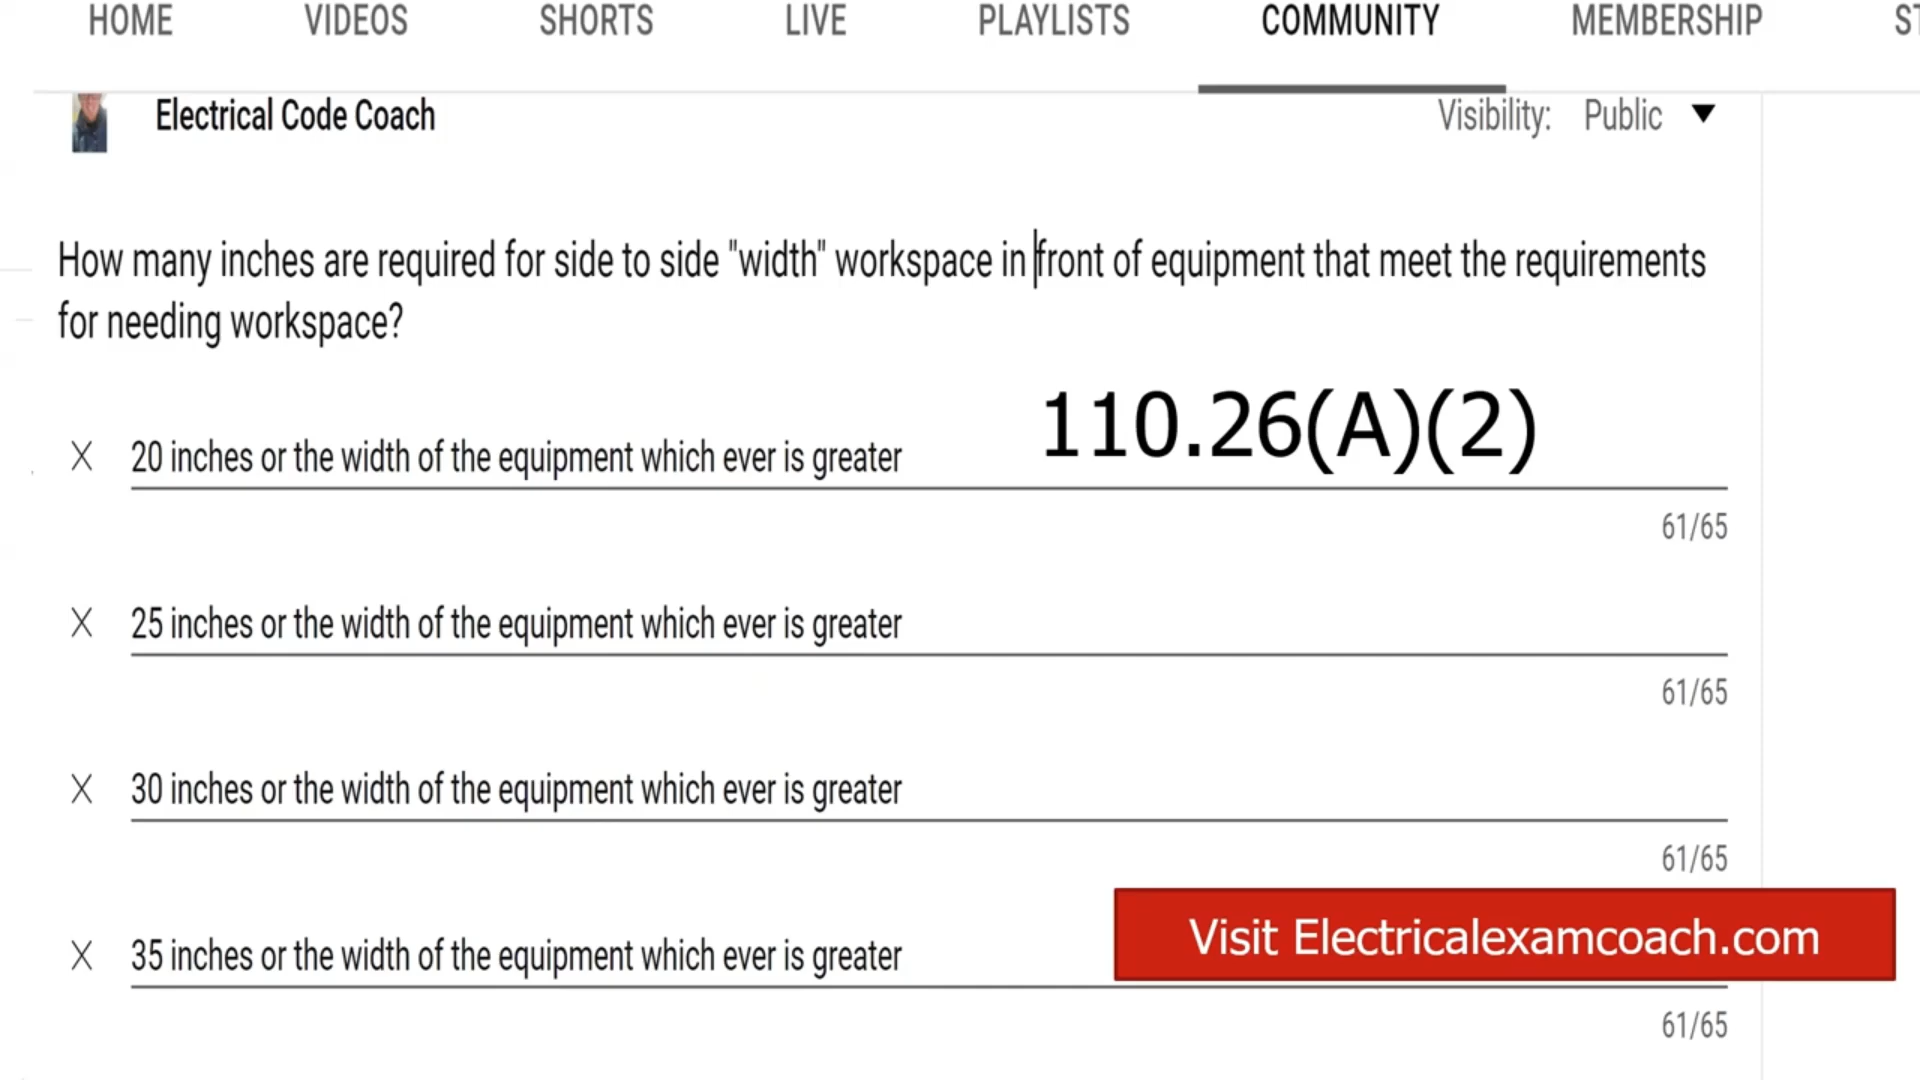 HOME VIDEOS SHORTS LIVE PLAYLISTS COMMUNITY MEMBERSHIP ST
Electrical Code Coach Visibility: Public
How many inches are required for side to side "width" workspace in front of equipment that meet the requirements
for needing workspace?
110.26(A)(2)
X 20 inches or the width of the equipment which ever is greater
61/65
X 25 inches or the width of the equipment which ever is greater
61/65
X 30 inches or the width of the equipment which ever is greater
61/65
Visit Electricalexamcoach.com
X 35 inches or the width of the equipment which ever is greater
61/65